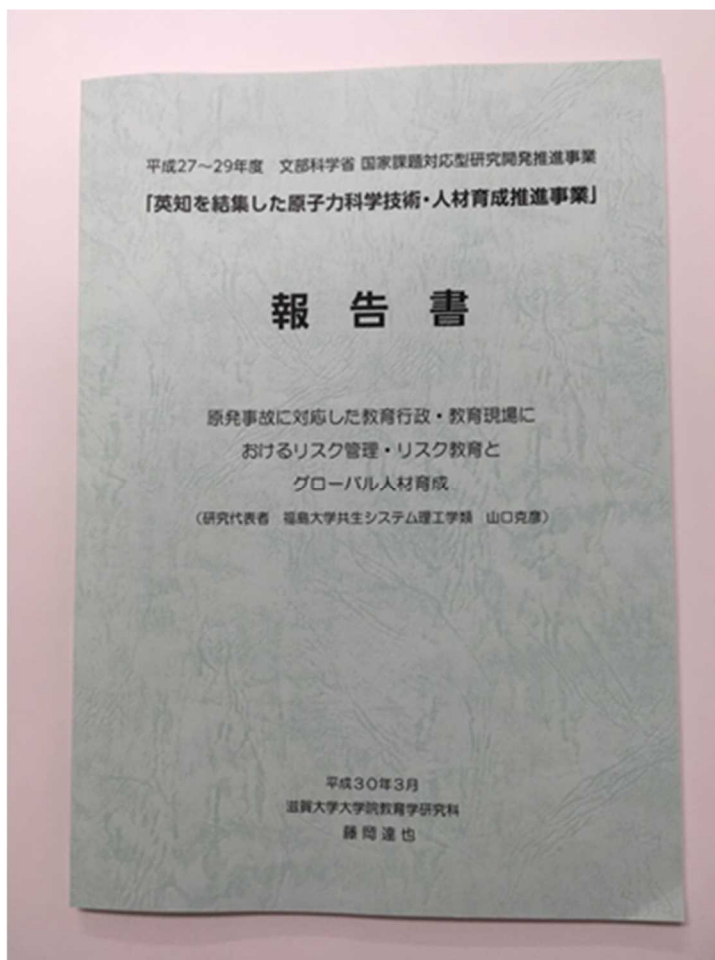 平成27～29年度　文部科学省 国家課題対応型研究開発推進事業
「英知を結集した原子力科学技術・人材育成推進事業」
報 告 書
原発事故に対応した教育行政・教育現場に
おけるリスク管理・リスク教育と
グローバル人材育成
（研究代表者　福島大学共生システム理工学類　山口克彦）
平成30年3月
滋賀大学大学院教育学研究科
藤 岡 達 也